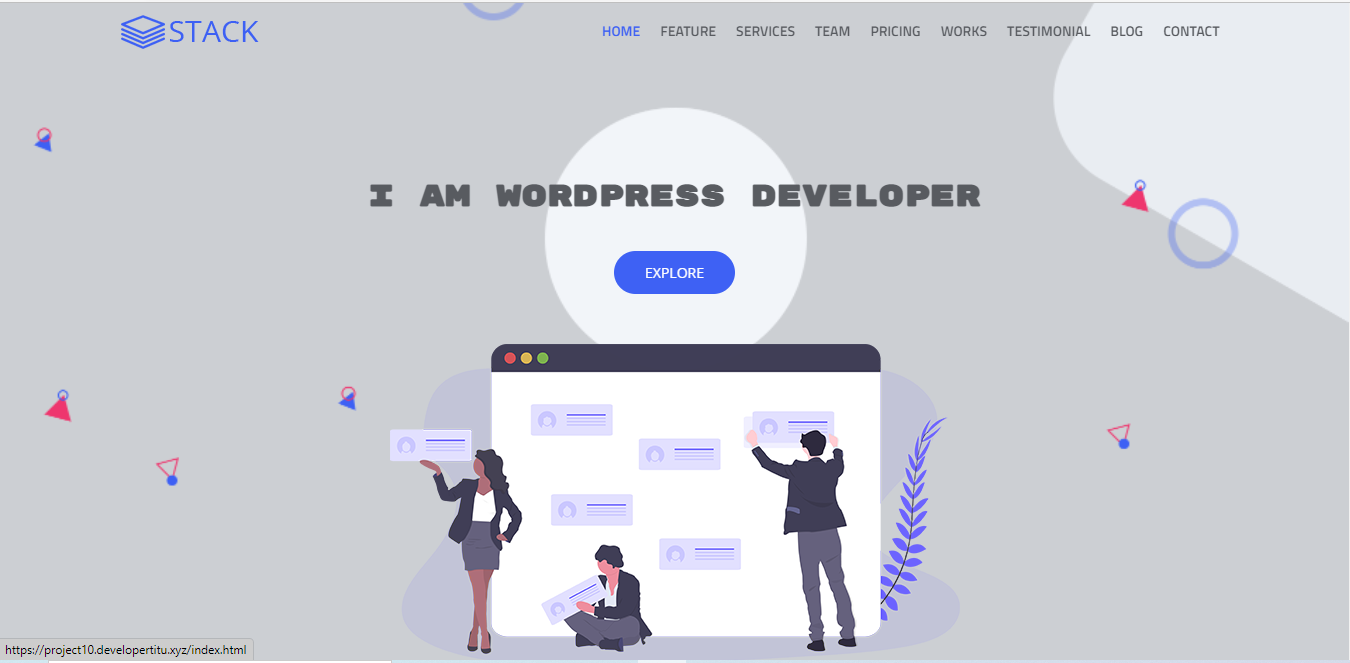 STACK
HOME FEATURE SERVICES TEAM PRICING WORKS TESTIMONIAL BLOG CONTACT
I AM WORDPRESS DEVELOPER
EXPLORE
https://project10.developertitu.xyz/index.html